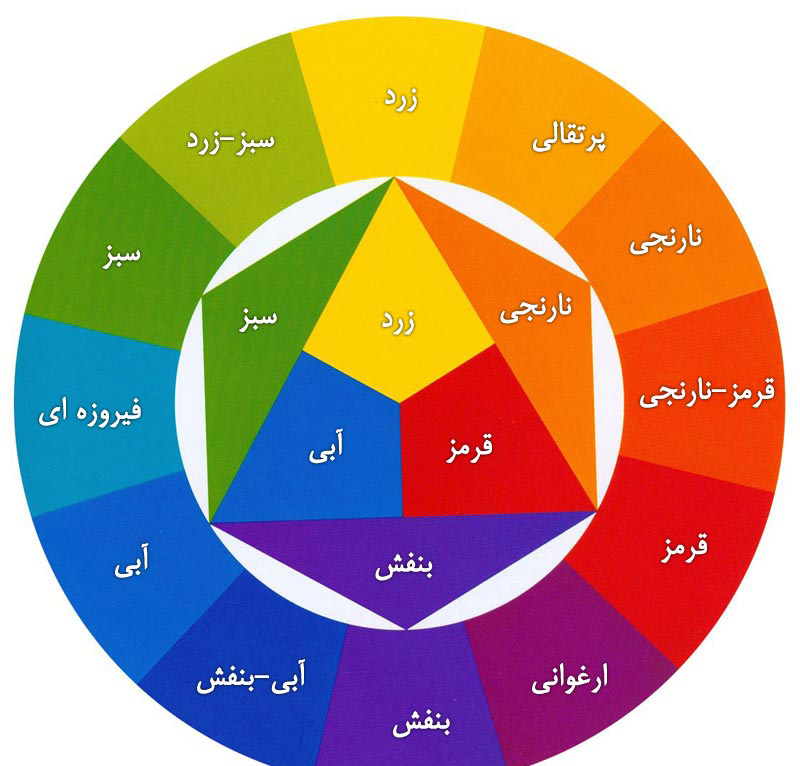 زرد
پرتقالی
سبز-زرد
نارنجی
سبز
نارنجی
زرد
سبز
قرمز-نارنجی
فیروزه ای
قرمز
آبی
قرمز
آبی
بنفش
ارغوانی
آبی-بنفش
بنفش